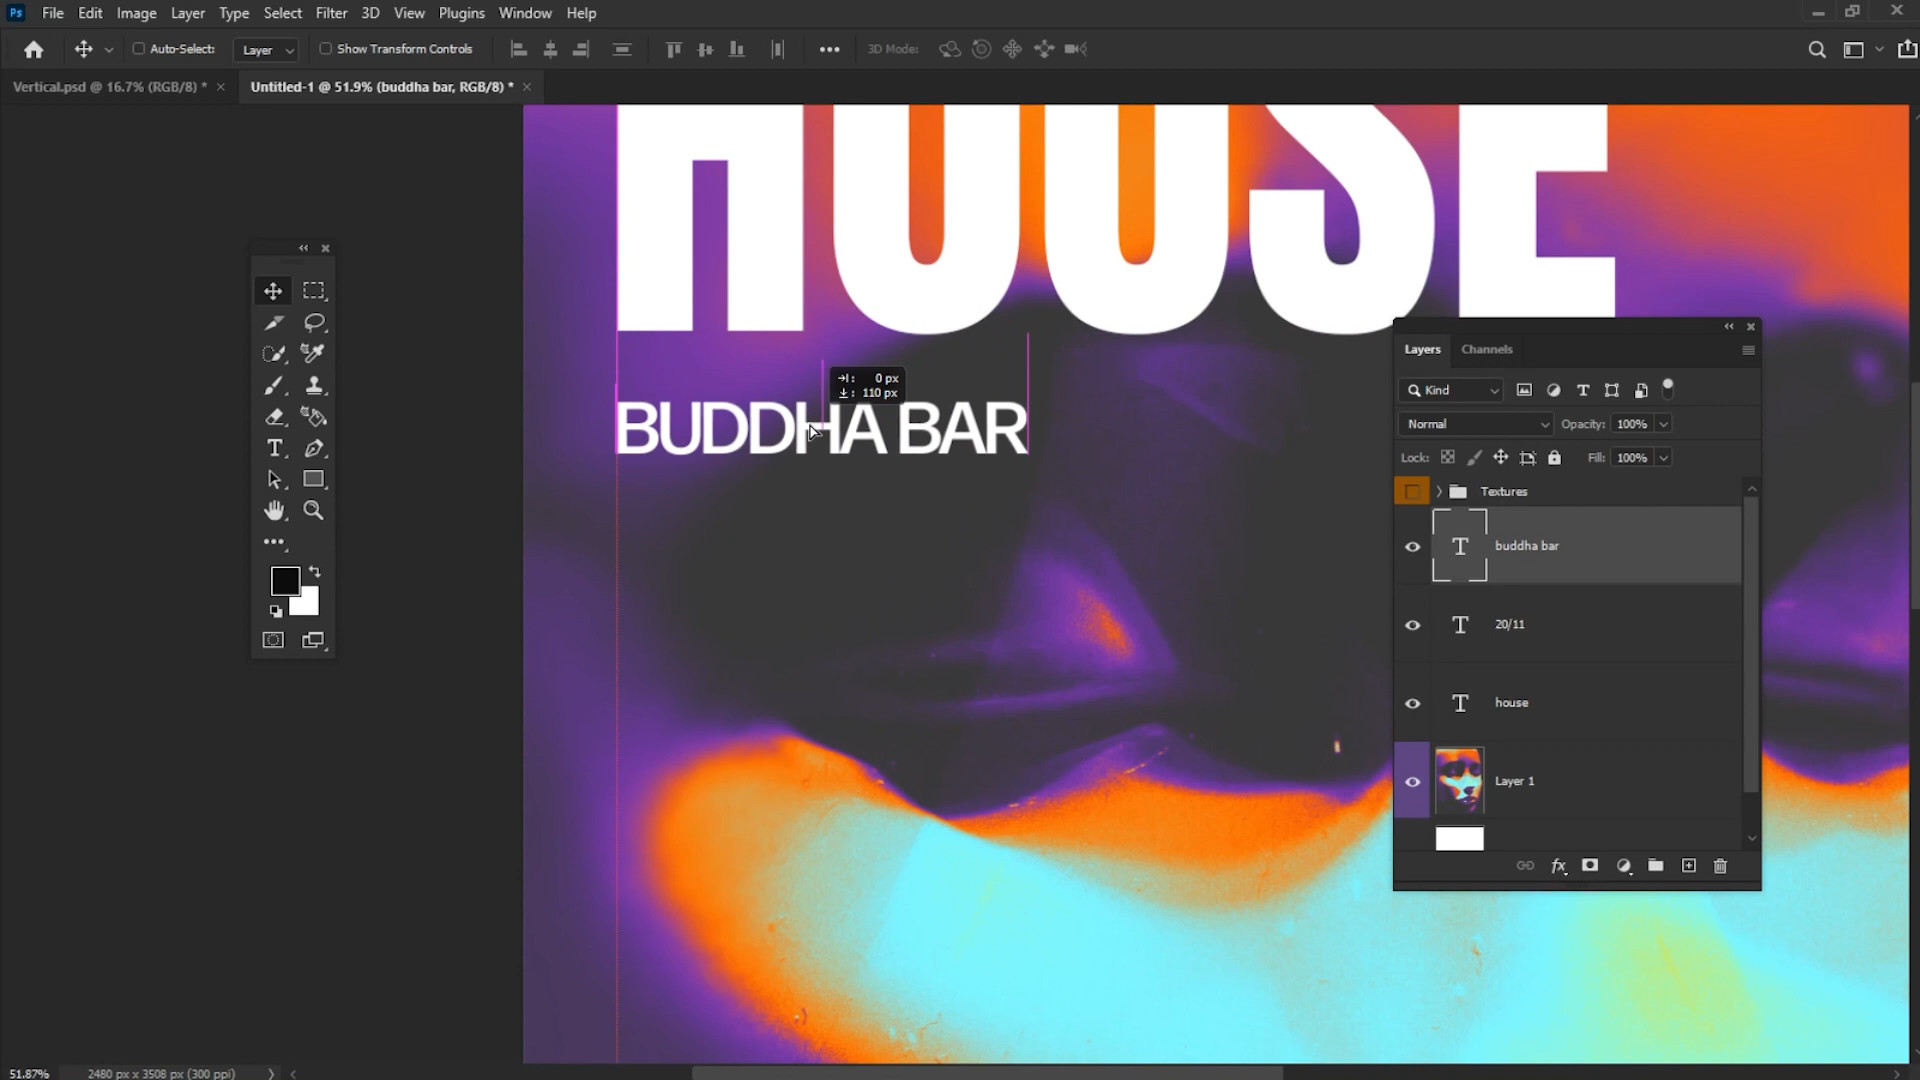 Ps File Edit Image Layer Type Select Filter 3D View Plugins Window Help
Auto-Select: Layer Show Transform Controls 3D Mode:
Vertical.psd @ 16.7% (RGB/8) * × Untitled-1 @ 51.9% (buddha bar, RGB/8) * ×
HOUSE
BUDDHA BAR
0 px
110 px
Layers Channels
Kind
Normal Opacity: 100%
Lock: Fill: 100%
Textures
T buddha bar
T 20/11
T house
Layer 1
fx
51.87% 2480 px x 3508 px (300 ppi)